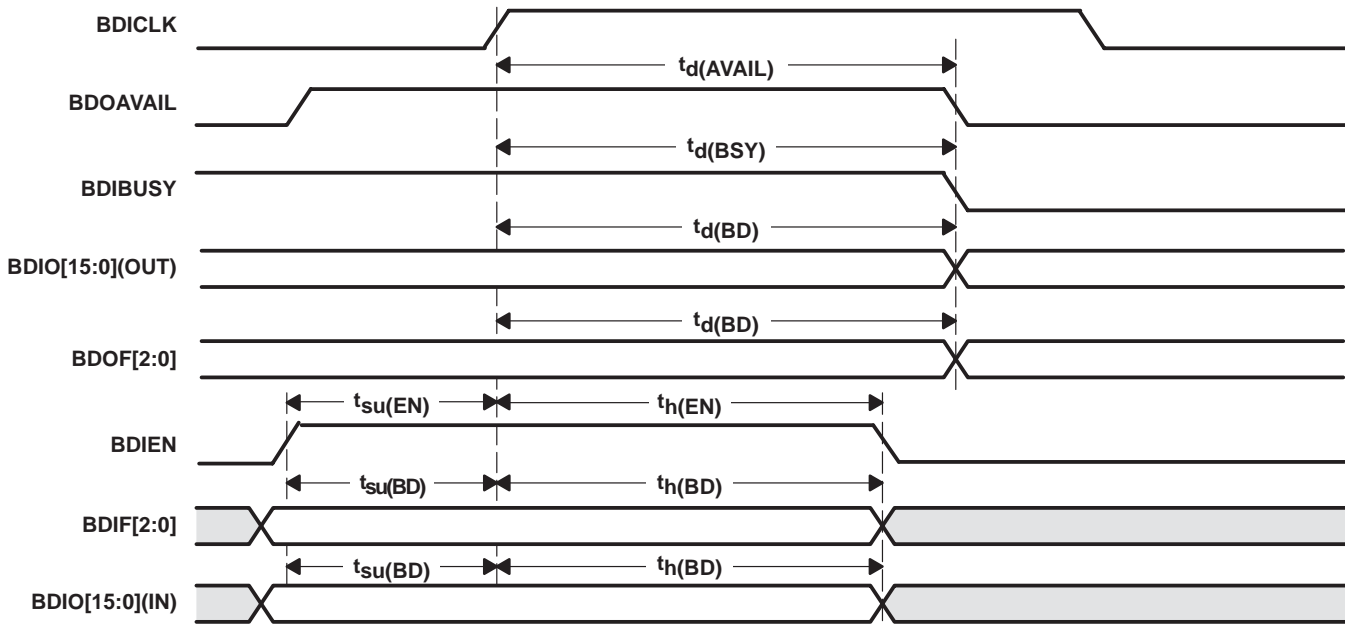 BDICLK
td(AVAIL)
BDOAVAIL
td(BSY)
BDIBUSY
td(BD)
BDIO[15:0](OUT)
td(BD)
BDOF[2:0]
tsu(EN) th(EN)
BDIEN
tsu(BD) th(BD)
BDIF[2:0]
tsu(BD) th(BD)
BDIO[15:0](IN)